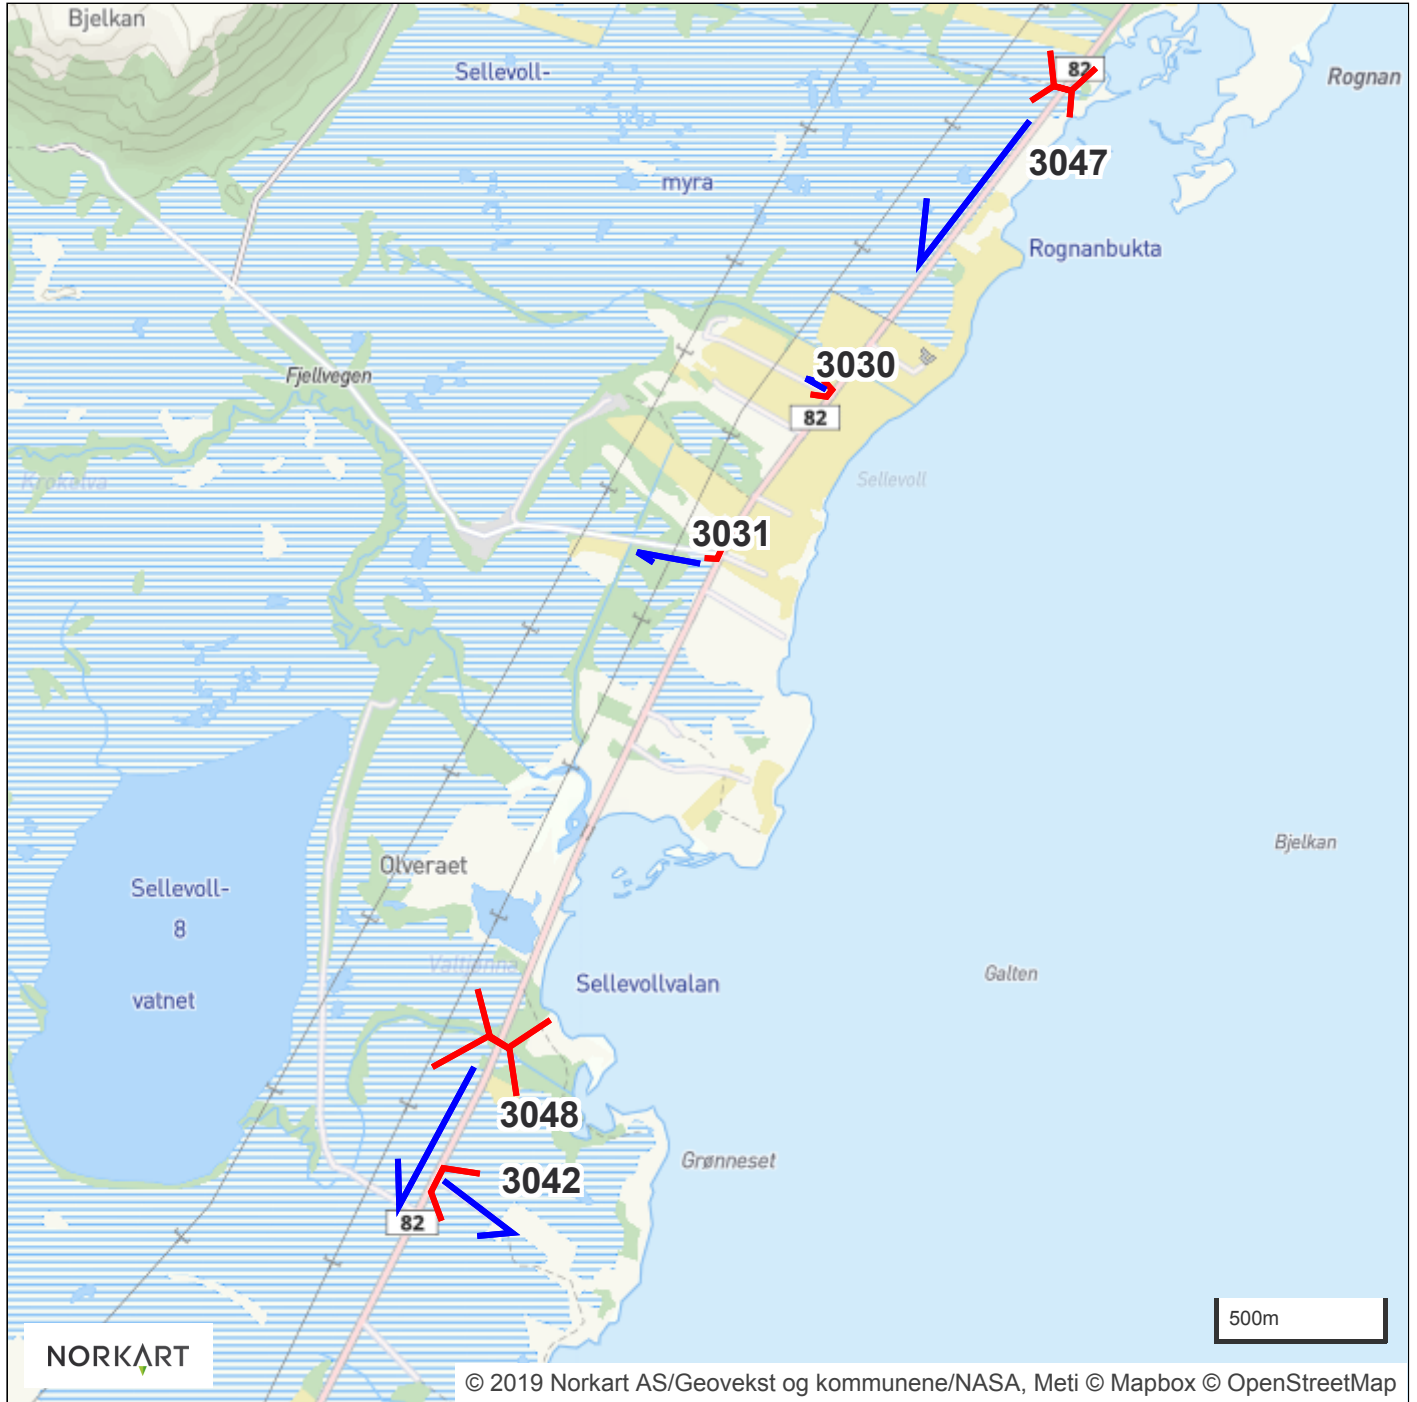 Bjelkan
Sellevoll-
82
Rognan
3047
myra
Rognanbukta
3030
Fjellvegen
82
Krokelva
Sellevoll
3031
Bjelkan
Olveraet
Sellevoll-
8
vatnet
Valtjønna
Galten
Sellevollvalan
3048
Grønneset
3042
82
500m
NORKART
© 2019 Norkart AS/Geovekst og kommunene/NASA, Meti © Mapbox © OpenStreetMap